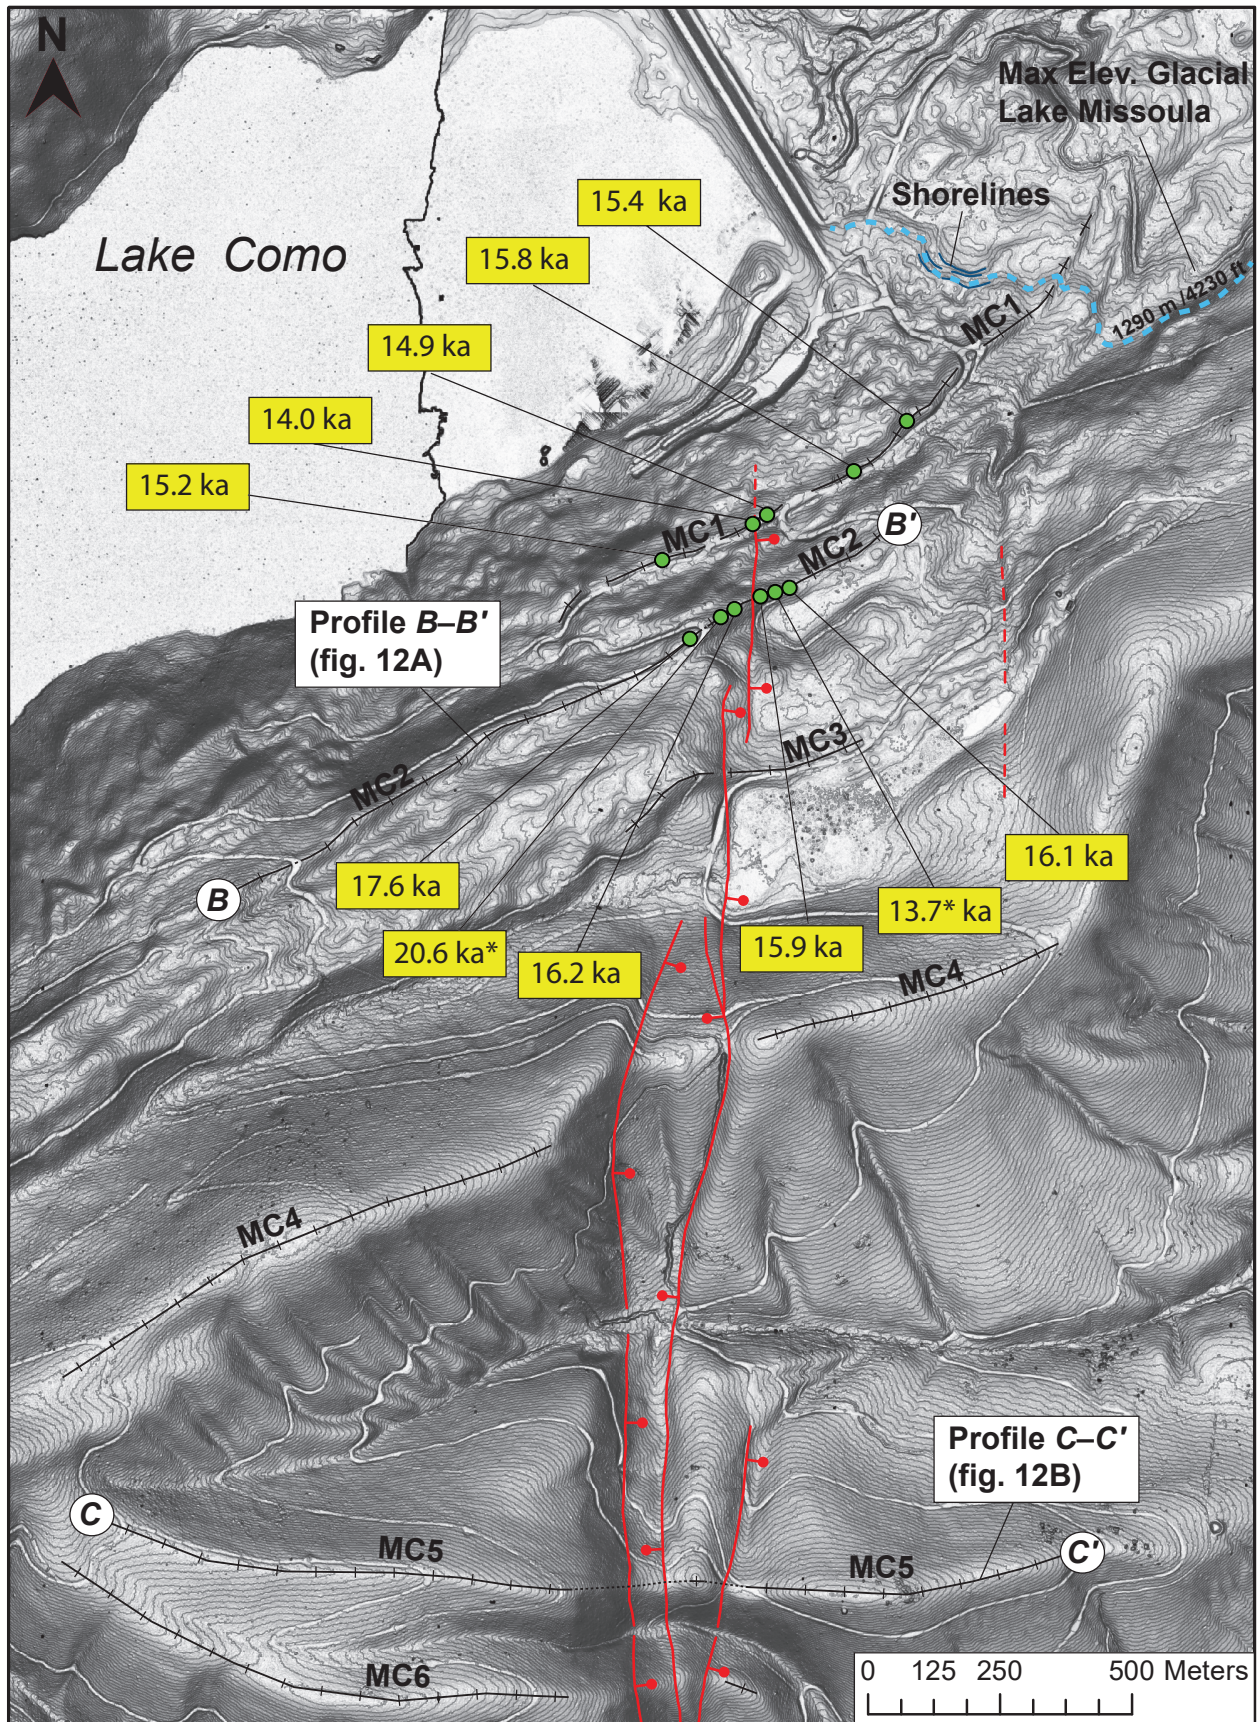 N
Max Elev. Glacial
Lake Missoula
15.4 ka
Shorelines
Lake Como
15.8 ka
1290 m /4230 ft
MC1
14.9 ka
14.0 ka
15.2 ka
MC1
B'
MC2
Profile B–B'
(fig. 12A)
MC3
MC2
16.1 ka
17.6 ka
B
13.7* ka
20.6 ka*
15.9 ka
16.2 ka
MC4
MC4
Profile C–C'
(fig. 12B)
C
MC5
C'
MC5
MC6
0 125 250 500 Meters